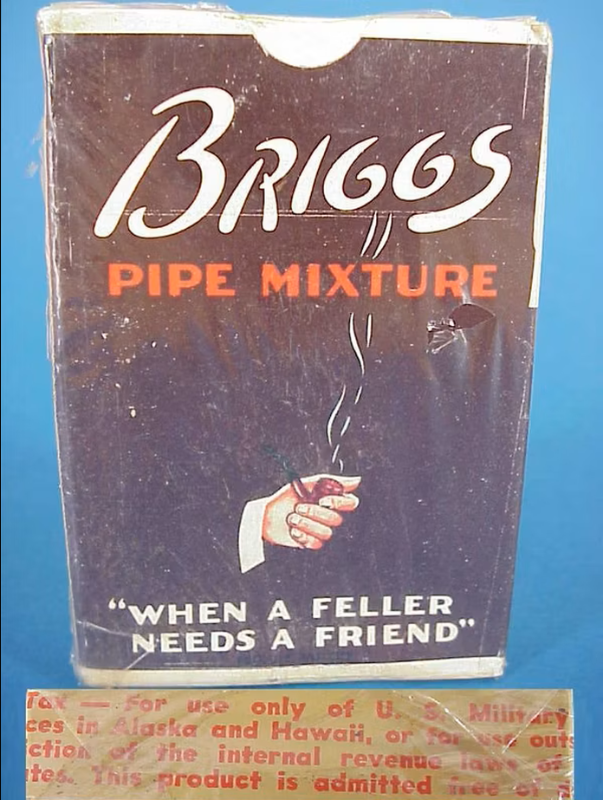 BRIGGS
PIPE MIXTURE
"WHEN A FELLER
NEEDS A FRIEND"
Tax — For use only of U. S. Military
ces in Alaska and Hawaii, or for use outs
iction of the internal revenue laws of
tes. This product is admitted free of